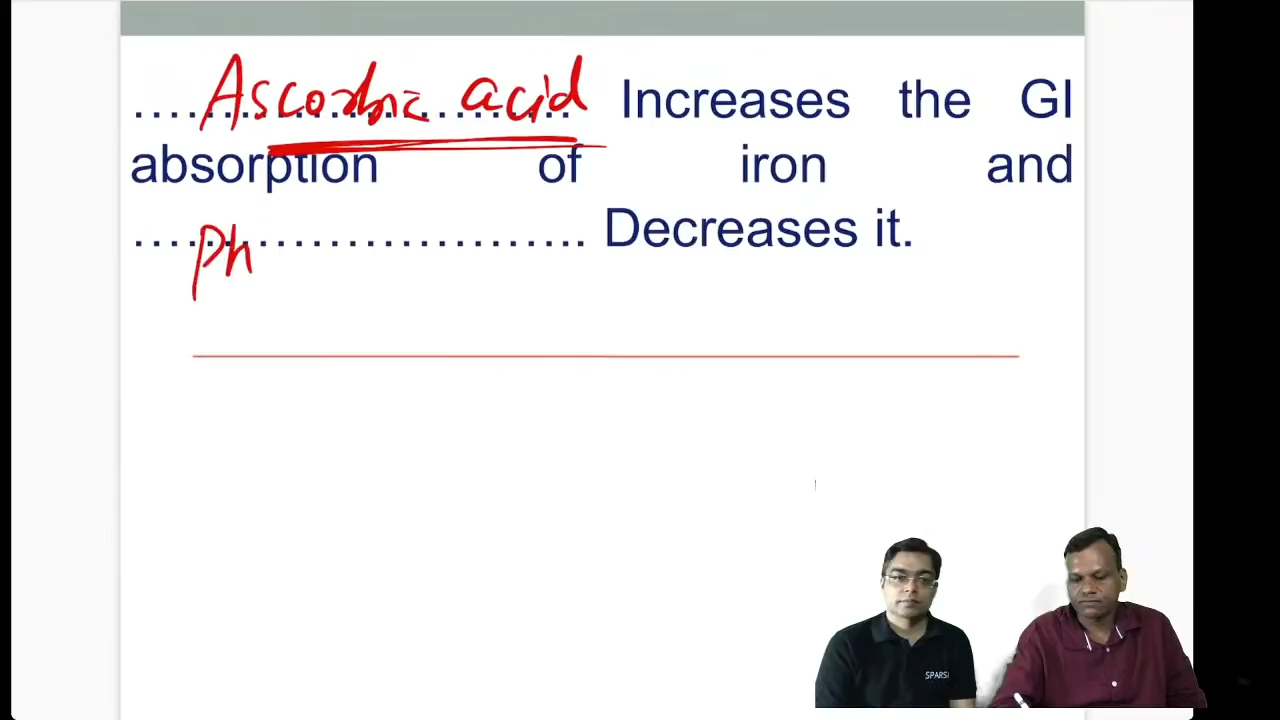 ........................ Ascorbic acid Increases the GI
absorption of iron and
Ph ........................ Decreases it.
SPARSH